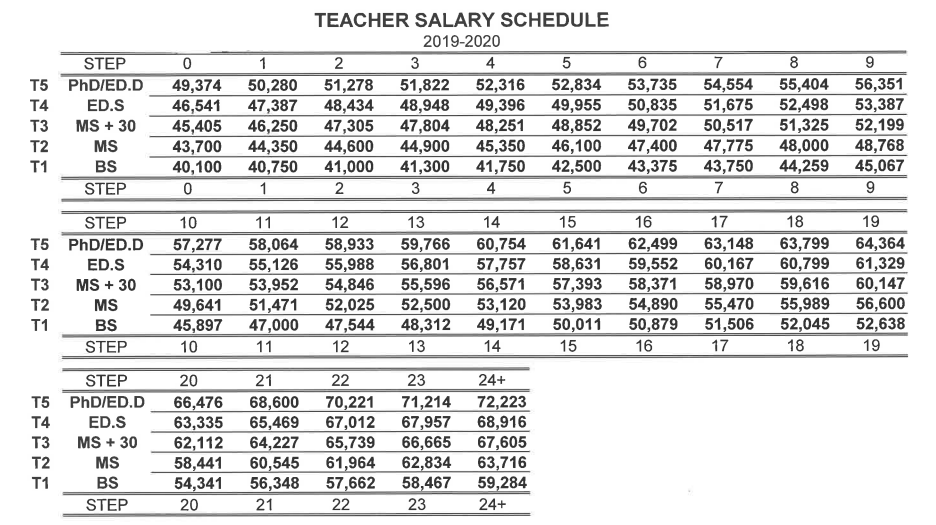 TEACHER SALARY SCHEDULE
2019-2020
STEP 0 1 2 3 4 5 6 7 8 9
T5 PhD/ED.D 49,374 50,280 51,278 51,822 52,316 52,834 53,735 54,554 55,404 56,351
T4 ED.S 46,541 47,387 48,434 48,948 49,396 49,955 50,835 51,675 52,498 53,387
T3 MS + 30 45,405 46,250 47,305 47,804 48,251 48,852 49,702 50,517 51,325 52,199
T2 MS 43,700 44,350 44,600 44,900 45,350 46,100 47,400 47,775 48,000 48,768
T1 BS 40,100 40,750 41,000 41,300 41,750 42,500 43,375 43,750 44,259 45,067
STEP 0 1 2 3 4 5 6 7 8 9
STEP 10 11 12 13 14 15 16 17 18 19
T5 PhD/ED.D 57,277 58,064 58,933 59,766 60,754 61,641 62,499 63,148 63,799 64,364
T4 ED.S 54,310 55,126 55,988 56,801 57,757 58,631 59,552 60,167 60,799 61,329
T3 MS + 30 53,100 53,952 54,846 55,596 56,571 57,393 58,371 58,970 59,616 60,147
T2 MS 49,641 51,471 52,025 52,500 53,120 53,983 54,890 55,470 55,989 56,600
T1 BS 45,897 47,000 47,544 48,312 49,171 50,011 50,879 51,506 52,045 52,638
STEP 10 11 12 13 14 15 16 17 18 19
STEP 20 21 22 23 24+
T5 PhD/ED.D 66,476 68,600 70,221 71,214 72,223
T4 ED.S 63,335 65,469 67,012 67,957 68,916
T3 MS + 30 62,112 64,227 65,739 66,665 67,605
T2 MS 58,441 60,545 61,964 62,834 63,716
T1 BS 54,341 56,348 57,662 58,467 59,284
STEP 20 21 22 23 24+